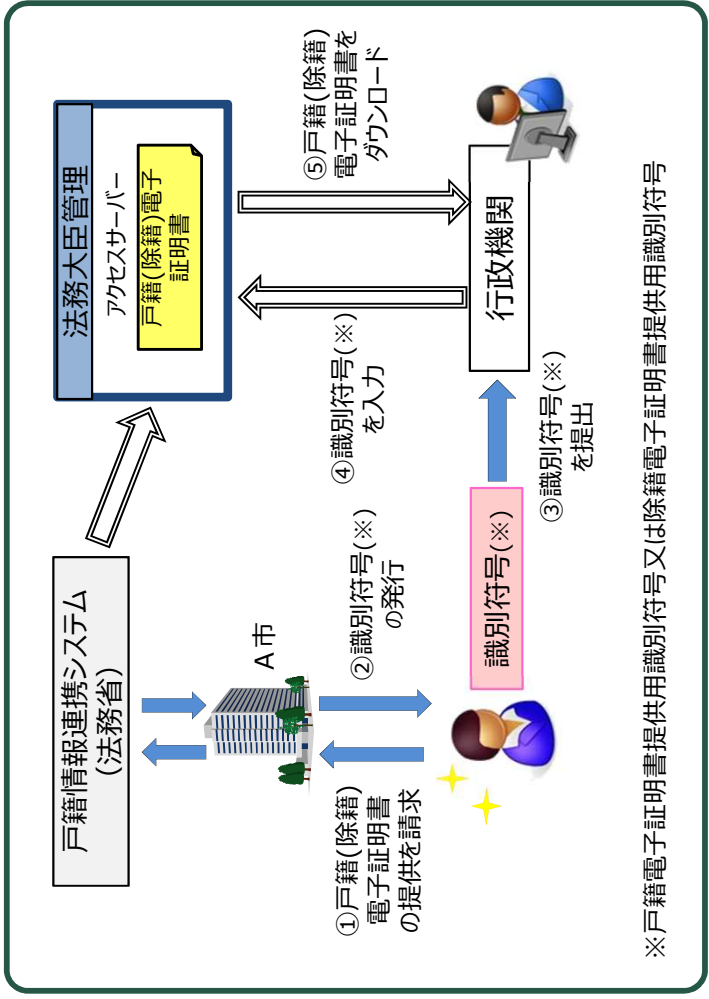 戸籍情報連携システム
(法務省)
法務大臣管理
アクセスサーバー
戸籍(除籍)電子
証明書
A市
①戸籍(除籍)
電子証明書
の提供を請求
②識別符号(※)
の発行
識別符号(※)
③識別符号(※)
を提出
行政機関
④識別符号(※)
を入力
⑤戸籍(除籍)
電子証明書を
ダウンロード
※戸籍電子証明書提供用識別符号又は除籍電子証明書提供用識別符号